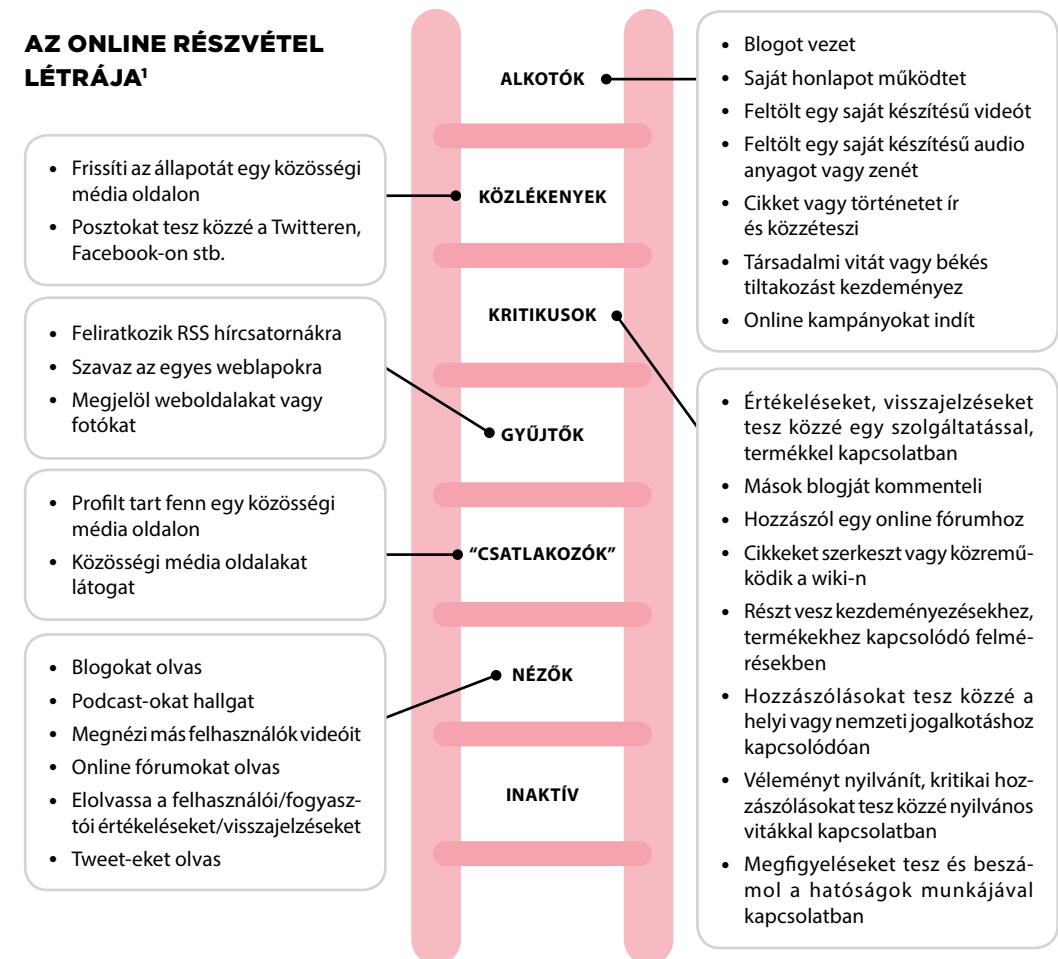 AZ ONLINE RÉSZVÉTEL
LÉTRÁJA¹
ALKOTÓK
• Blogot vezet
• Saját honlapot működtet
• Feltölt egy saját készítésű videót
• Feltölt egy saját készítésű audio
anyagot vagy zenét
• Cikket vagy történetet ír
és közzéteszi
• Társadalmi vitát vagy békés
tiltakozást kezdeményez
• Online kampányokat indít
• Frissíti az állapotát egy közösségi
média oldalon
• Posztokat tesz közzé a Twitteren,
Facebook-on stb.
KÖZLÉKENYEK
KRITIKUSOK
• Értékeléseket, visszajelzéseket
tesz közzé egy szolgáltatással,
termékkel kapcsolatban
• Mások blogját kommenteli
• Hozzászól egy online fórumhoz
• Cikkeket szerkeszt vagy közremű-
ködik a wiki-n
• Részt vesz kezdeményezésekhez,
termékekhez kapcsolódó felmé-
résekben
• Hozzászólásokat tesz közzé a
helyi vagy nemzeti jogalkotáshoz
kapcsolódóan
• Véleményt nyilvánít, kritikai hoz-
zászólásokat tesz közzé nyilvános
vitákkal kapcsolatban
• Megfigyeléseket tesz és beszá-
mol a hatóságok munkájával
kapcsolatban
• Feliratkozik RSS hírcsatornákra
• Szavaz az egyes weblapokra
• Megjelöl weboldalakat vagy
fotókat
GYŰJTŐK
• Profilt tart fenn egy közösségi
média oldalon
• Közösségi média oldalakat
látogat
"CSATLAKOZÓK"
• Blogokat olvas
• Podcast-okat hallgat
• Megnézi más felhasználók videóit
• Online fórumokat olvas
• Elolvassa a felhasználói/fogyasz-
tói értékeléseket/visszajelzéseket
• Tweet-eket olvas
NÉZŐK
INAKTÍV